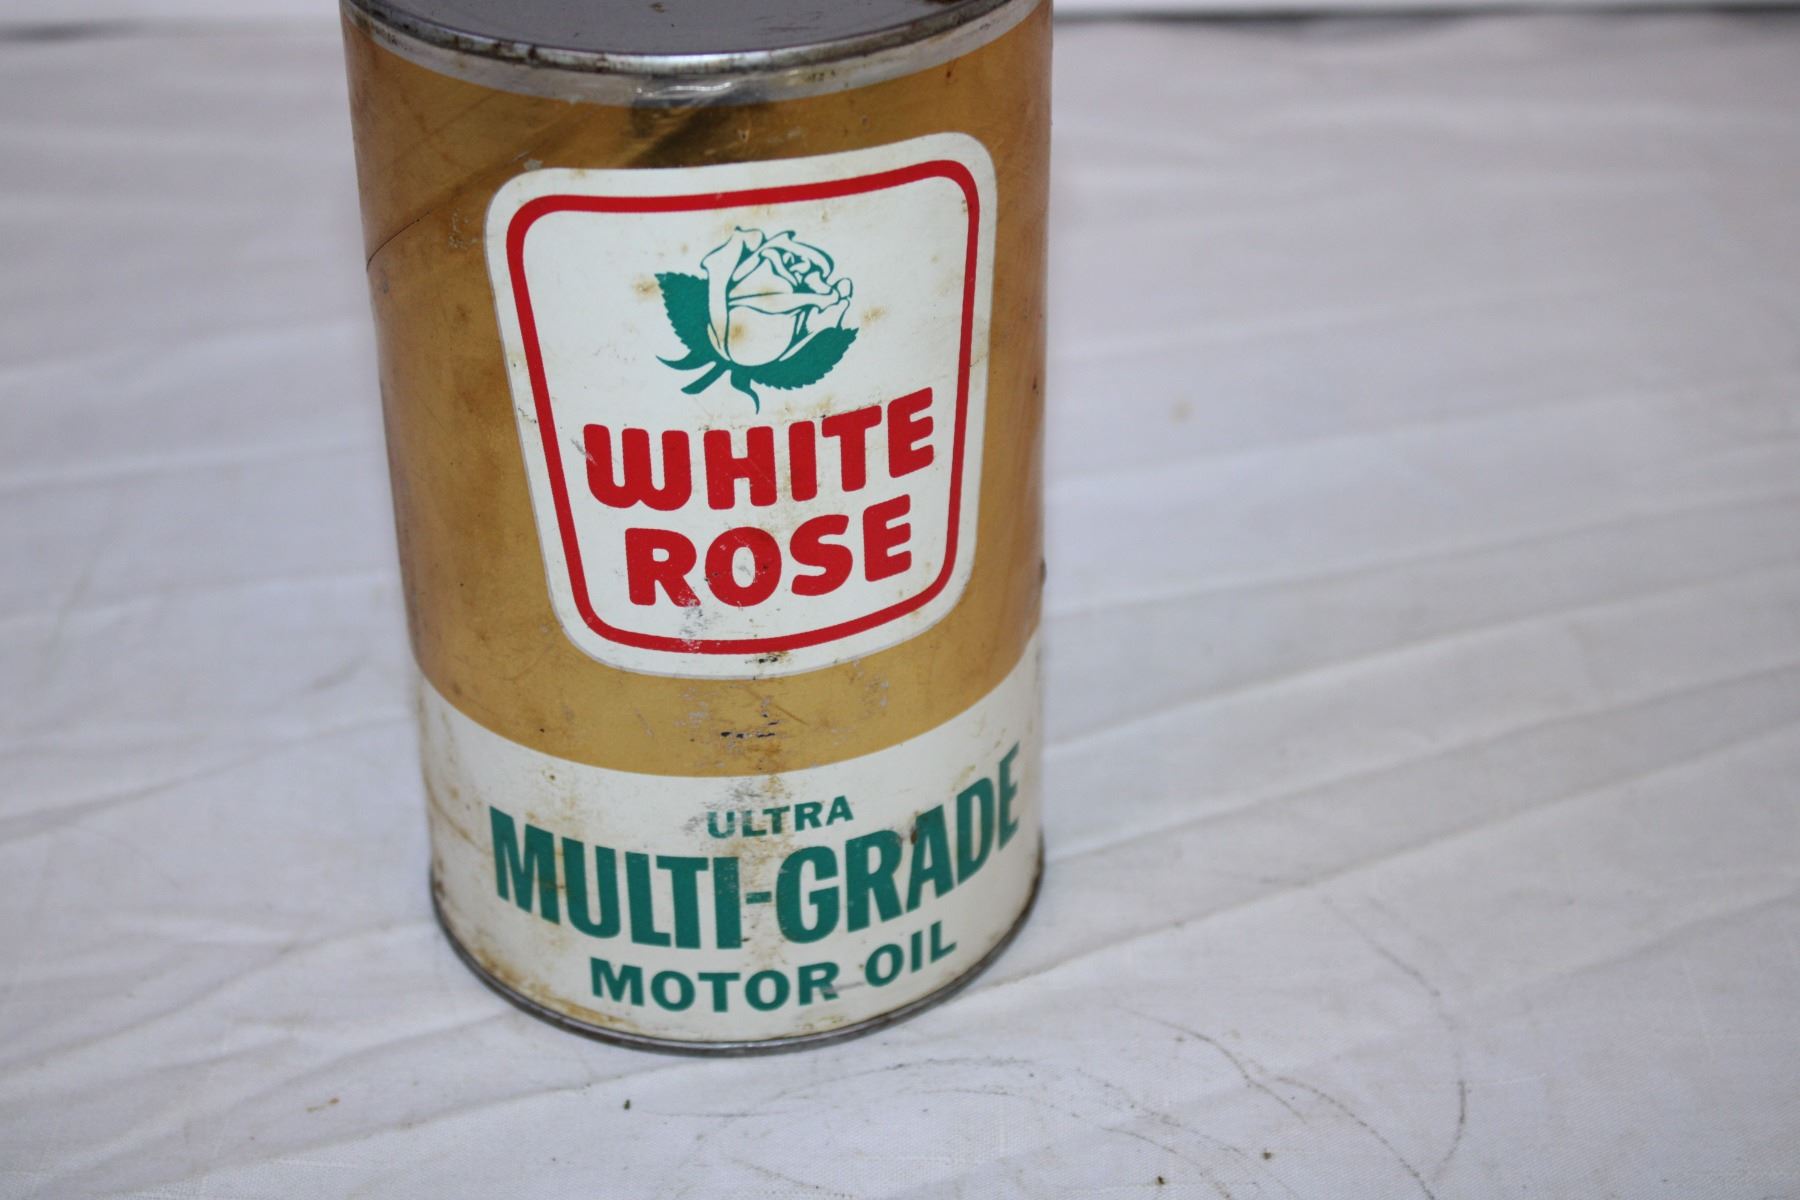 WHITE
ROSE
ULTRA
MULTI-GRADE
MOTOR OIL